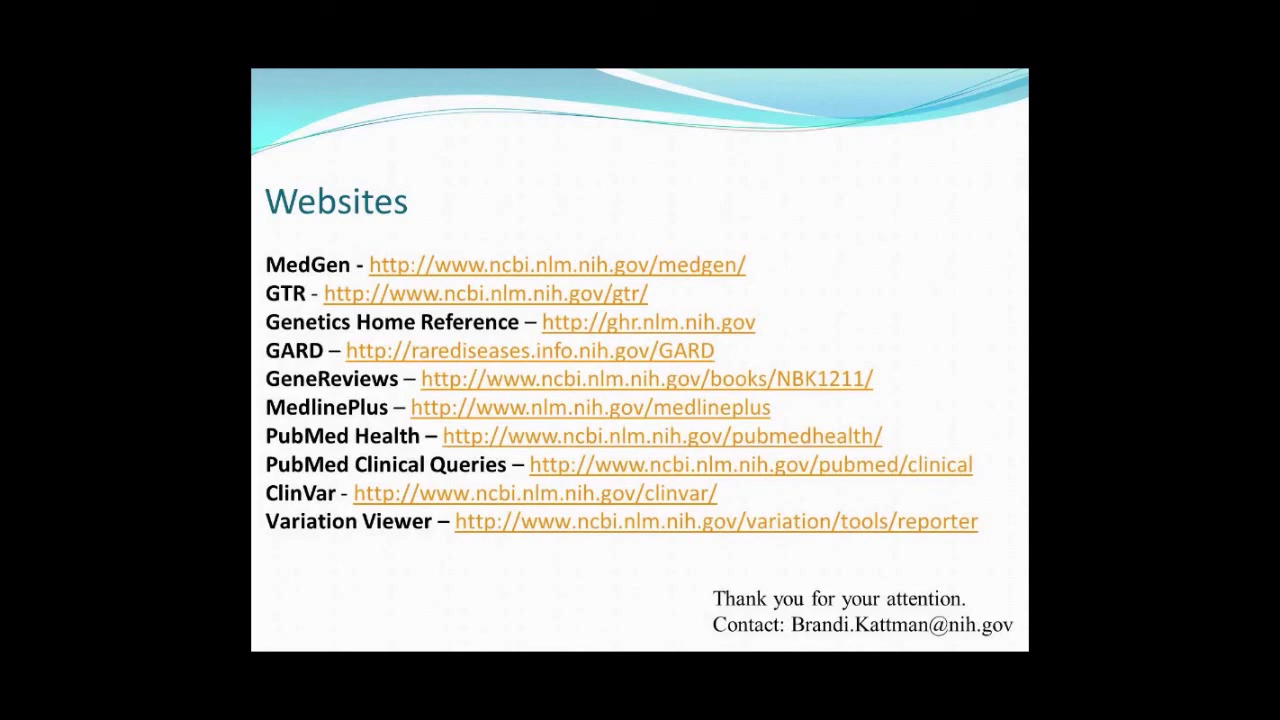 Websites
MedGen - http://www.ncbi.nlm.nih.gov/medgen/
GTR - http://www.ncbi.nlm.nih.gov/gtr/
Genetics Home Reference – http://ghr.nlm.nih.gov
GARD – http://rarediseases.info.nih.gov/GARD
GeneReviews – http://www.ncbi.nlm.nih.gov/books/NBK1211/
MedlinePlus – http://www.nlm.nih.gov/medlineplus
PubMed Health – http://www.ncbi.nlm.nih.gov/pubmedhealth/
PubMed Clinical Queries – http://www.ncbi.nlm.nih.gov/pubmed/clinical
ClinVar - http://www.ncbi.nlm.nih.gov/clinvar/
Variation Viewer – http://www.ncbi.nlm.nih.gov/variation/tools/reporter
Thank you for your attention.
Contact: Brandi.Kattman@nih.gov